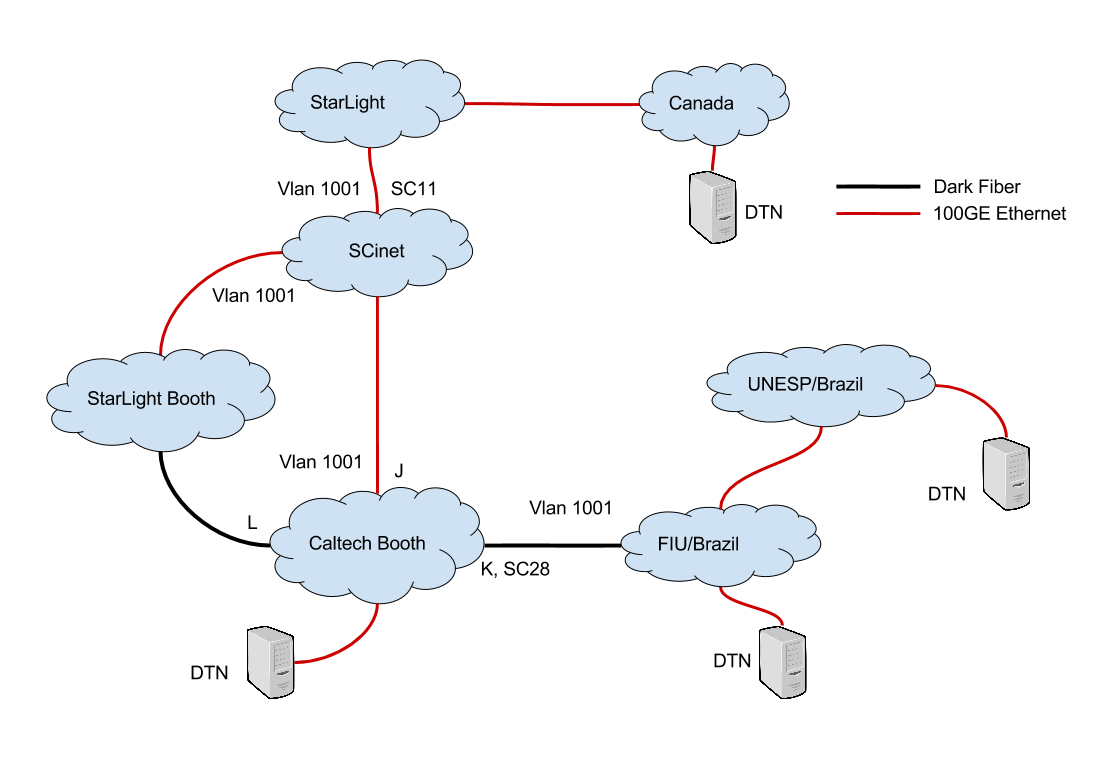 StarLight
Canada
Vlan 1001
SC11
DTN
Dark Fiber
100GE Ethernet
SCinet
Vlan 1001
StarLight Booth
UNESP/Brazil
Vlan 1001
J
DTN
Vlan 1001
L
Caltech Booth
FIU/Brazil
K, SC28
DTN
DTN